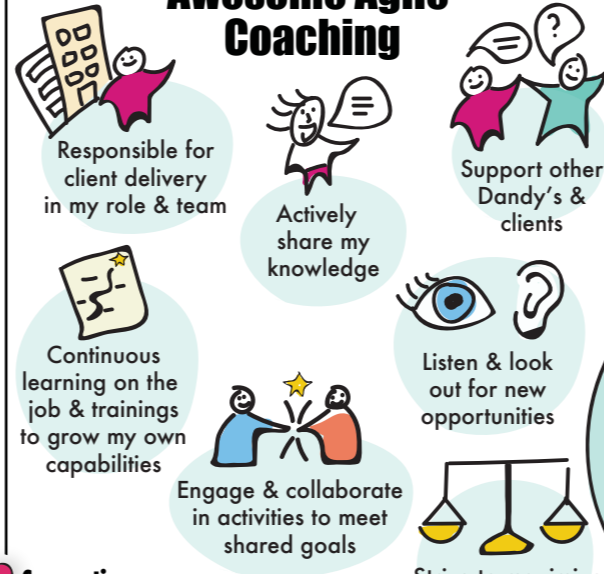 Awesome Agile
Coaching
?
Responsible for
client delivery
in my role & team
Actively
share my
knowledge
Support other
Dandy's &
clients
Continuous
learning on the
job & trainings
to grow my own
capabilities
Listen & look
out for new
opportunities
Engage & collaborate
in activities to meet
shared goals